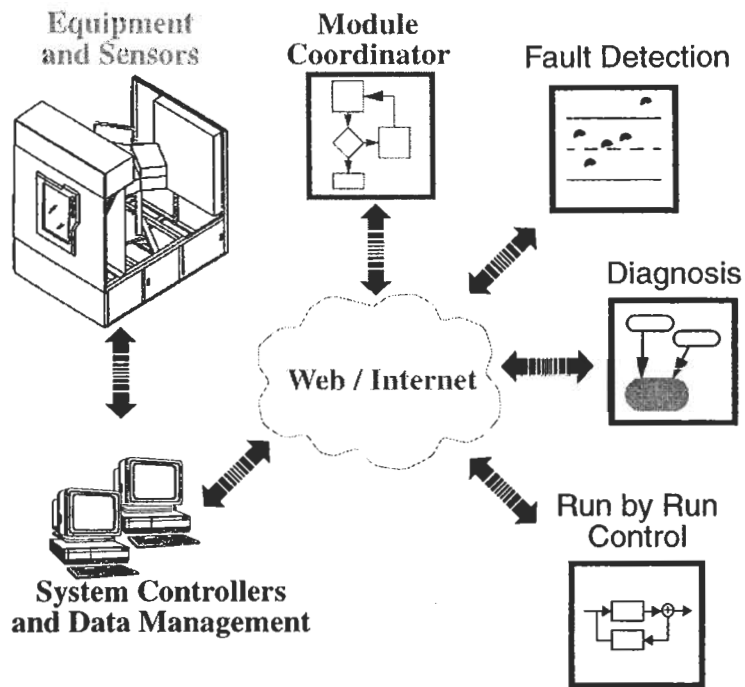 Equipment
and Sensors
Module
Coordinator
Fault Detection
Diagnosis
Web / Internet
Run by Run
Control
System Controllers
and Data Management